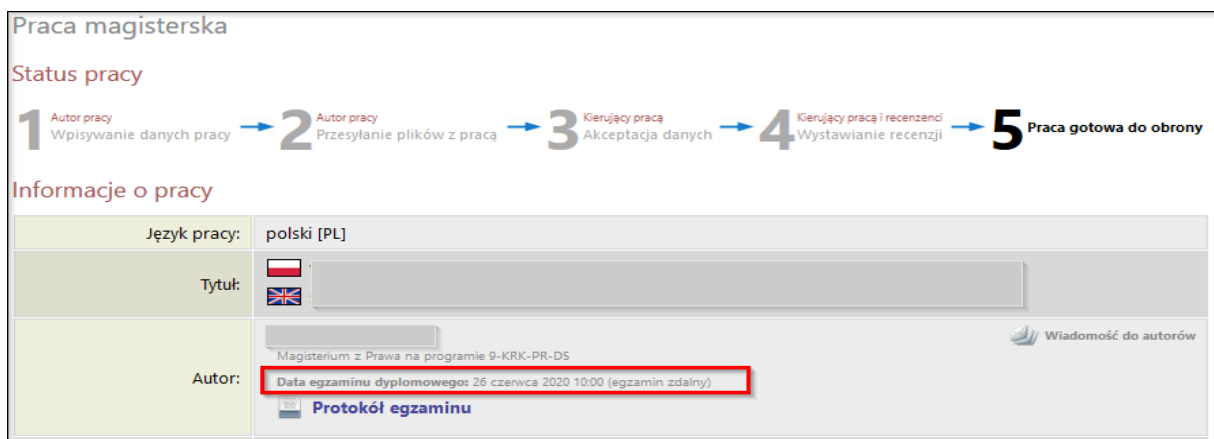 Praca magisterska
Status pracy
1 Autor pracy
Wpisywanie danych pracy
2 Autor pracy
Przesyłanie plików z pracą
3 Kierujący pracą
Akceptacja danych
4 Kierujący pracą i recenzenci
Wystawianie recenzji
5 Praca gotowa do obrony
Informacje o pracy
Język pracy: polski [PL]
Tytuł:
Autor:
Wiadomość do autorów
Magisterium z Prawa na programie 9-KRK-PR-D5
Data egzaminu dyplomowego: 26 czerwca 2020 10:00 (egzamin zdalny)
Protokół egzaminu